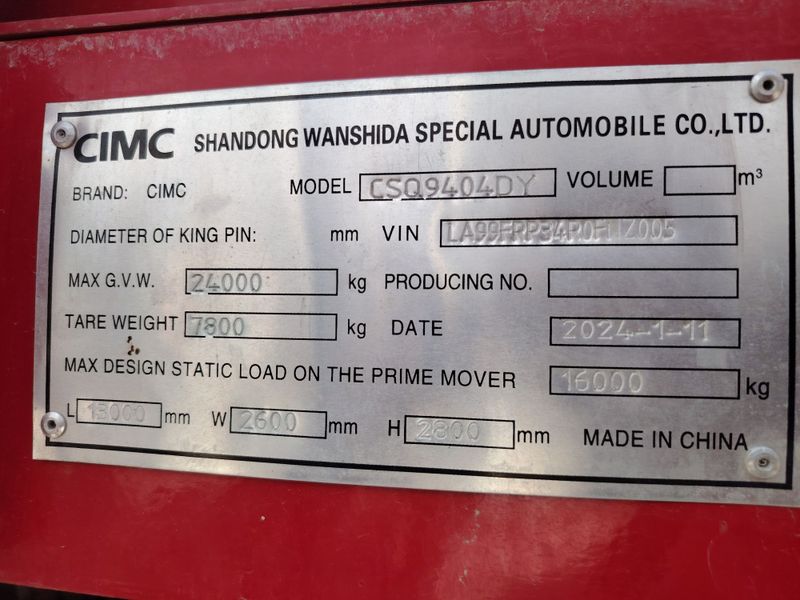 CIMC SHANDONG WANSHIDA SPECIAL AUTOMOBILE CO.,LTD.
BRAND: CIMC MODEL CSQ9404DY VOLUME m³
DIAMETER OF KING PIN: mm VIN
MAX G.V.W. 24000 kg PRODUCING NO.
TARE WEIGHT 7800 kg DATE 2024-1-11
MAX DESIGN STATIC LOAD ON THE PRIME MOVER 16000 kg
L 13000 mm W 2600 mm H 2800 mm MADE IN CHINA